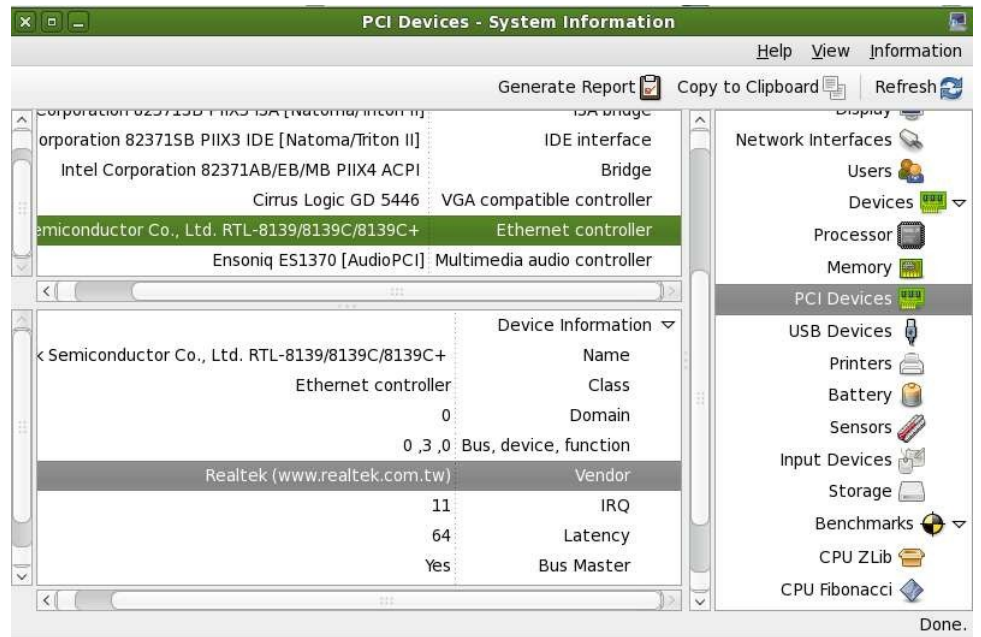 PCI Devices - System Information
Help View Information
Generate Report Copy to Clipboard Refresh
orporation 82371SB PIIX3 IDE [Natoma/Triton II] IDE interface
Intel Corporation 82371AB/EB/MB PIIX4 ACPI Bridge
Cirrus Logic GD 5446 VGA compatible controller
emiconductor Co., Ltd. RTL-8139/8139C/8139C+ Ethernet controller
Ensoniq ES1370 [AudioPCI] Multimedia audio controller
Device Information
Semiconductor Co., Ltd. RTL-8139/8139C/8139C+ Name
Ethernet controller Class
0 Domain
0 ,3 ,0 Bus, device, function
Realtek (www.realtek.com.tw) Vendor
11 IRQ
64 Latency
Yes Bus Master
Network Interfaces
Users
Devices
Processor
Memory
PCI Devices
USB Devices
Printers
Battery
Sensors
Input Devices
Storage
Benchmarks
CPU ZLib
CPU Fibonacci
Done.